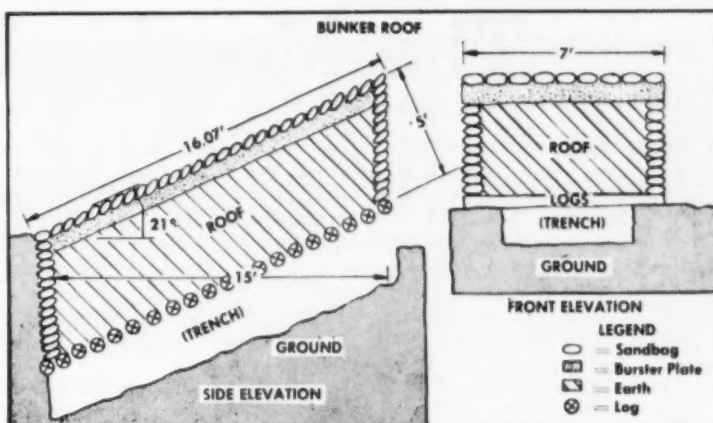 BUNKER ROOF
16.07'
5'
21°
ROOF
15'
(TRENCH)
GROUND
SIDE ELEVATION
7'
ROOF
LOGS
(TRENCH)
GROUND
FRONT ELEVATION
LEGEND
= Sandbag
= Burster Plate
= Earth
= Log